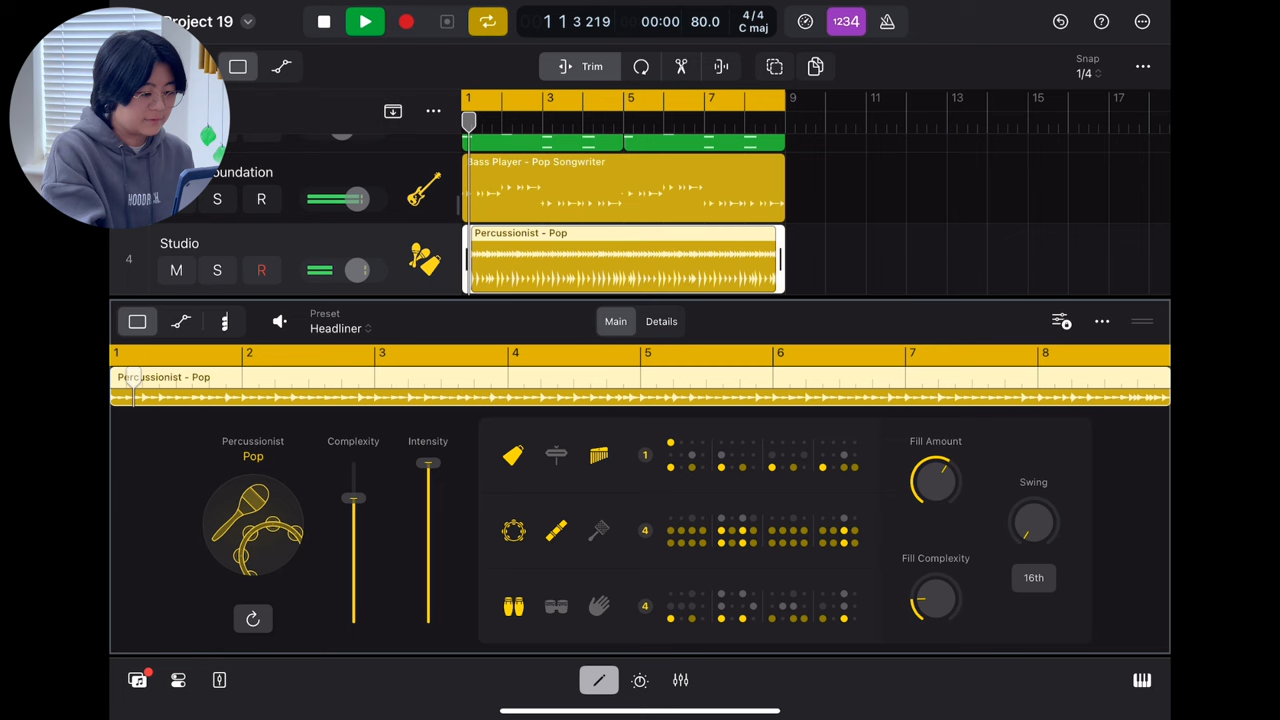 Project 19
1 1 3 219
00:00
80.0
4/4
C maj
1234
Trim
Snap
1/4
1 3 5 7 9 11 13 15 17
Foundation
S R
Bass Player - Pop Songwriter
4
Studio
M S R
Percussionist - Pop
Preset
Headliner
Main Details
1 2 3 4 5 6 7 8
Percussionist - Pop
Percussionist
Pop
Complexity
Intensity
1
4
4
Fill Amount
Fill Complexity
Swing
16th